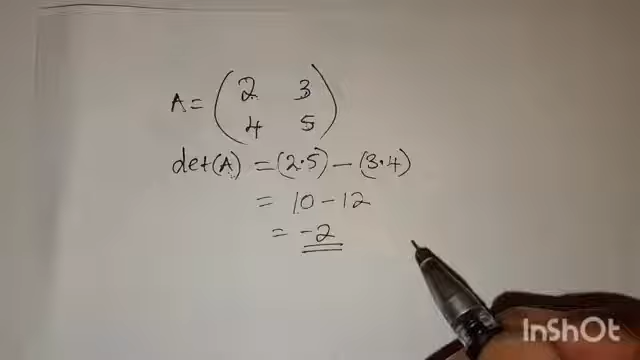 A = ( 2 3
4 5 )
det(A) = (2·5) − (3·4)
= 10 − 12
= −2
InShOt